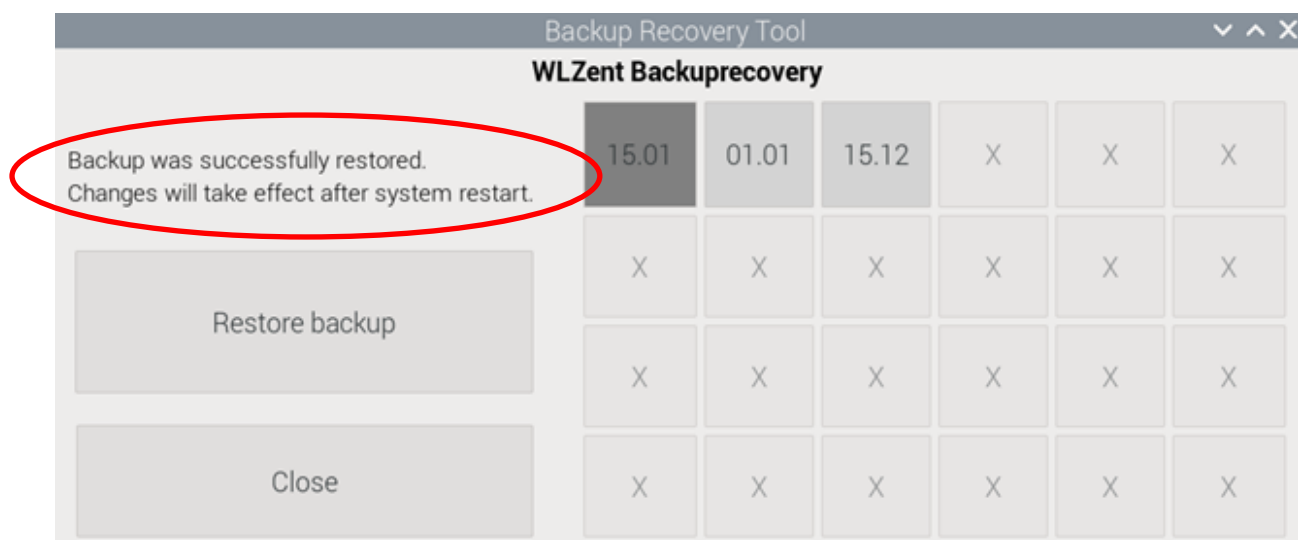 Backup Recovery Tool
WLZent Backuprecovery
Backup was successfully restored.
Changes will take effect after system restart.
15.01 01.01 15.12 X X X
X X X X X X
Restore backup
X X X X X X
Close
X X X X X X